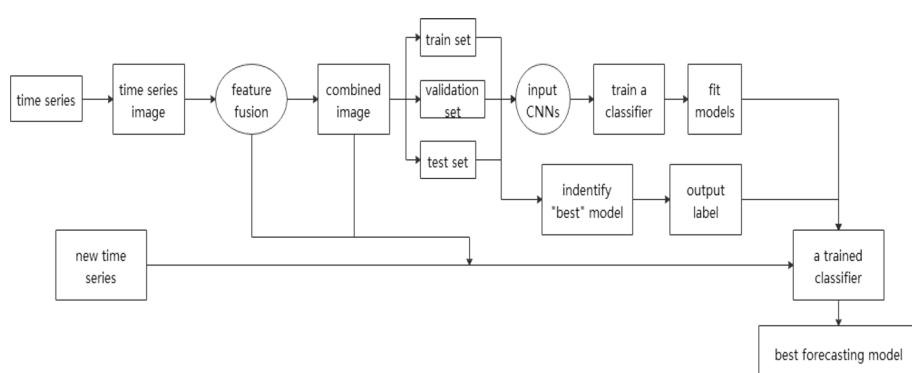 time series
time series
image
feature
fusion
combined
image
train set
validation
set
test set
input
CNNs
train a
classifier
fit
models
indentify
"best" model
output
label
new time
series
a trained
classifier
best forecasting model